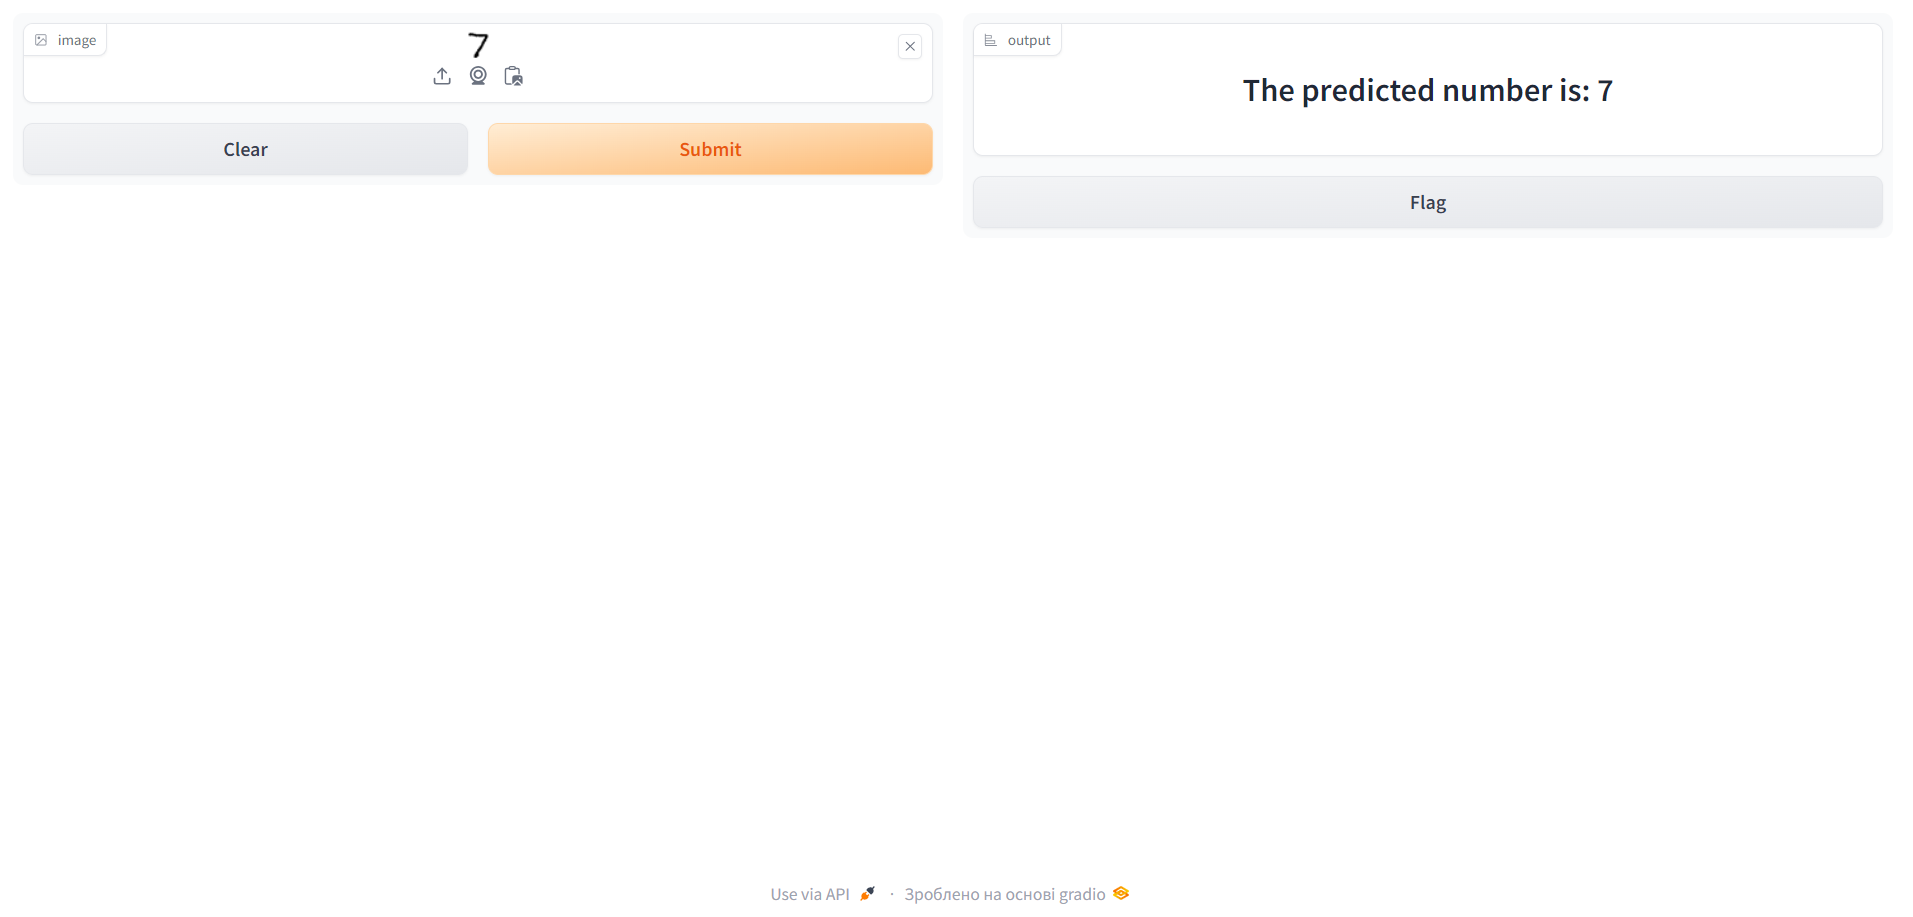 image
7
Clear
Submit
output
The predicted number is: 7
Flag
Use via API · Зроблено на основі gradio